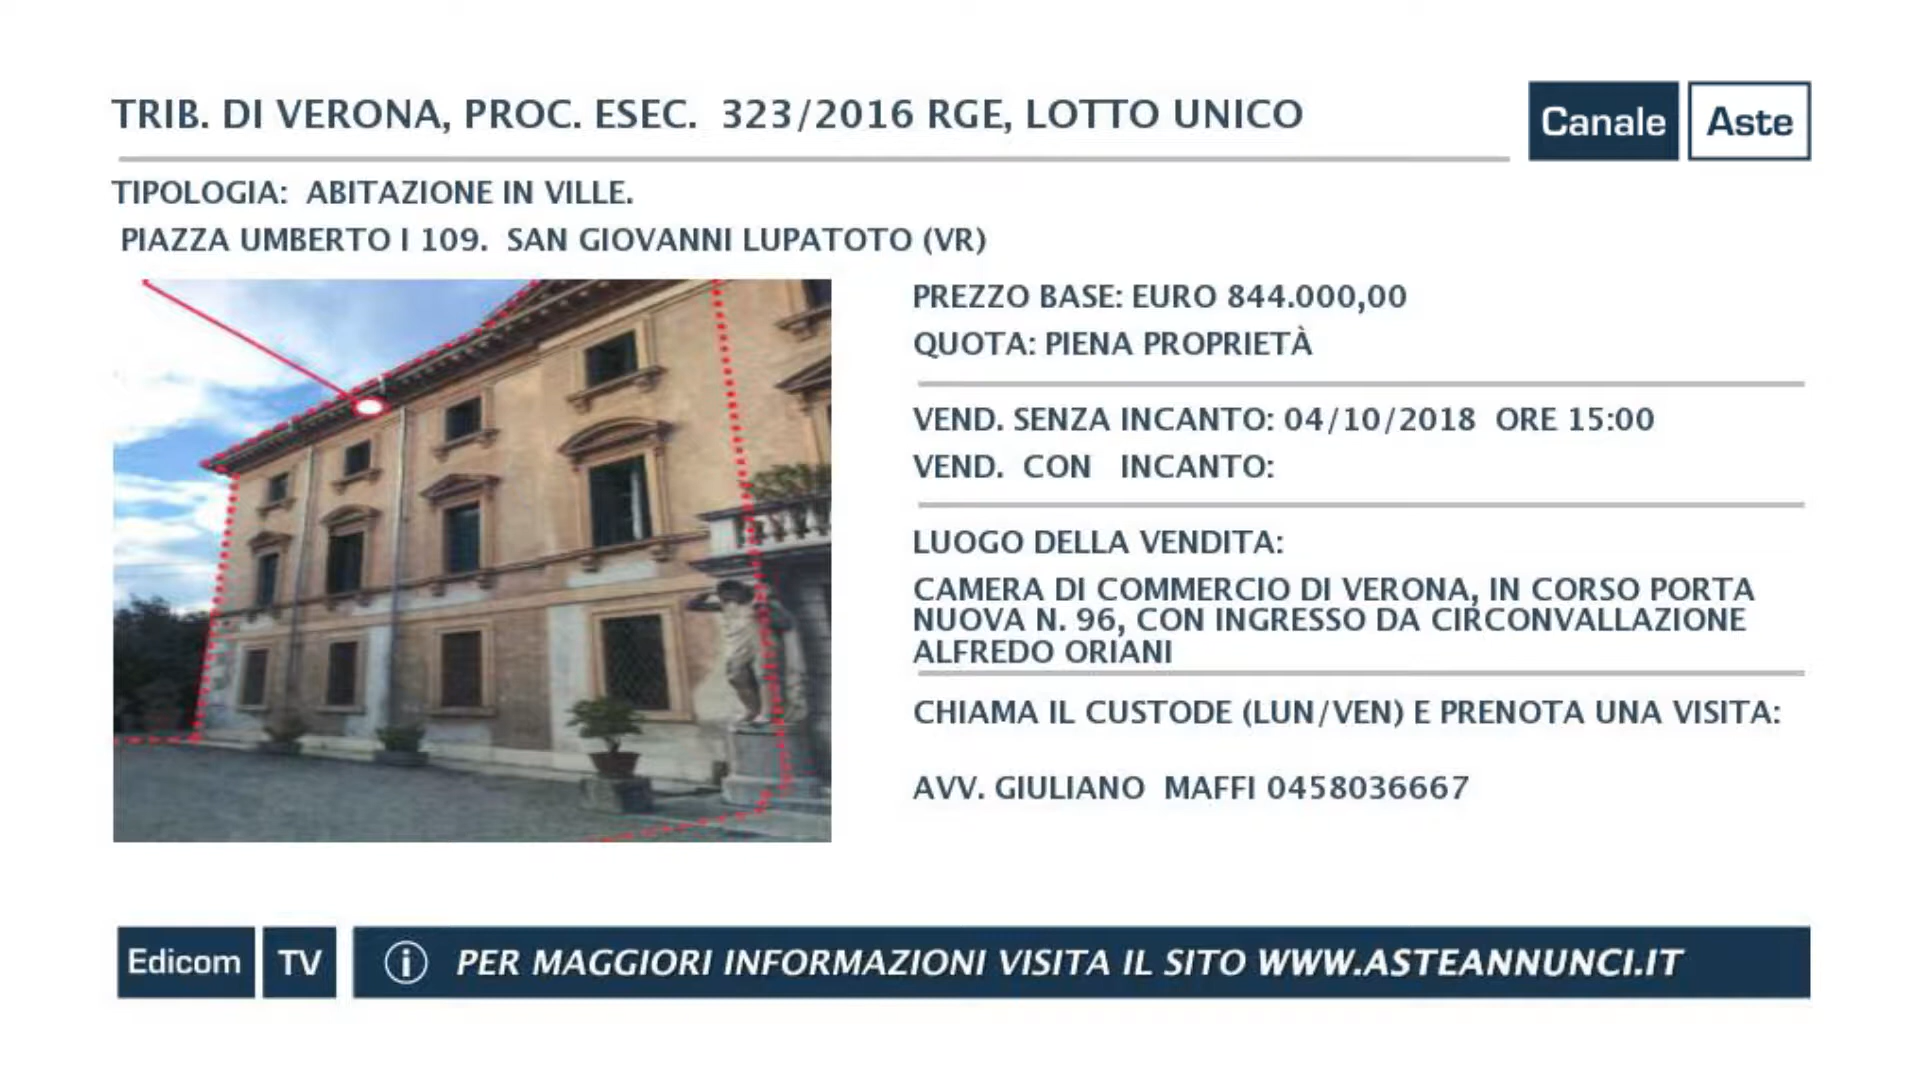 TRIB. DI VERONA, PROC. ESEC. 323/2016 RGE, LOTTO UNICO
Canale Aste
TIPOLOGIA: ABITAZIONE IN VILLE.
PIAZZA UMBERTO I 109. SAN GIOVANNI LUPATOTO (VR)
PREZZO BASE: EURO 844.000,00
QUOTA: PIENA PROPRIETÀ
VEND. SENZA INCANTO: 04/10/2018 ORE 15:00
VEND. CON INCANTO:
LUOGO DELLA VENDITA:
CAMERA DI COMMERCIO DI VERONA, IN CORSO PORTA
NUOVA N. 96, CON INGRESSO DA CIRCONVALLAZIONE
ALFREDO ORIANI
CHIAMA IL CUSTODE (LUN/VEN) E PRENOTA UNA VISITA:
AVV. GIULIANO MAFFI 0458036667
Edicom TV
i PER MAGGIORI INFORMAZIONI VISITA IL SITO WWW.ASTEANNUNCI.IT